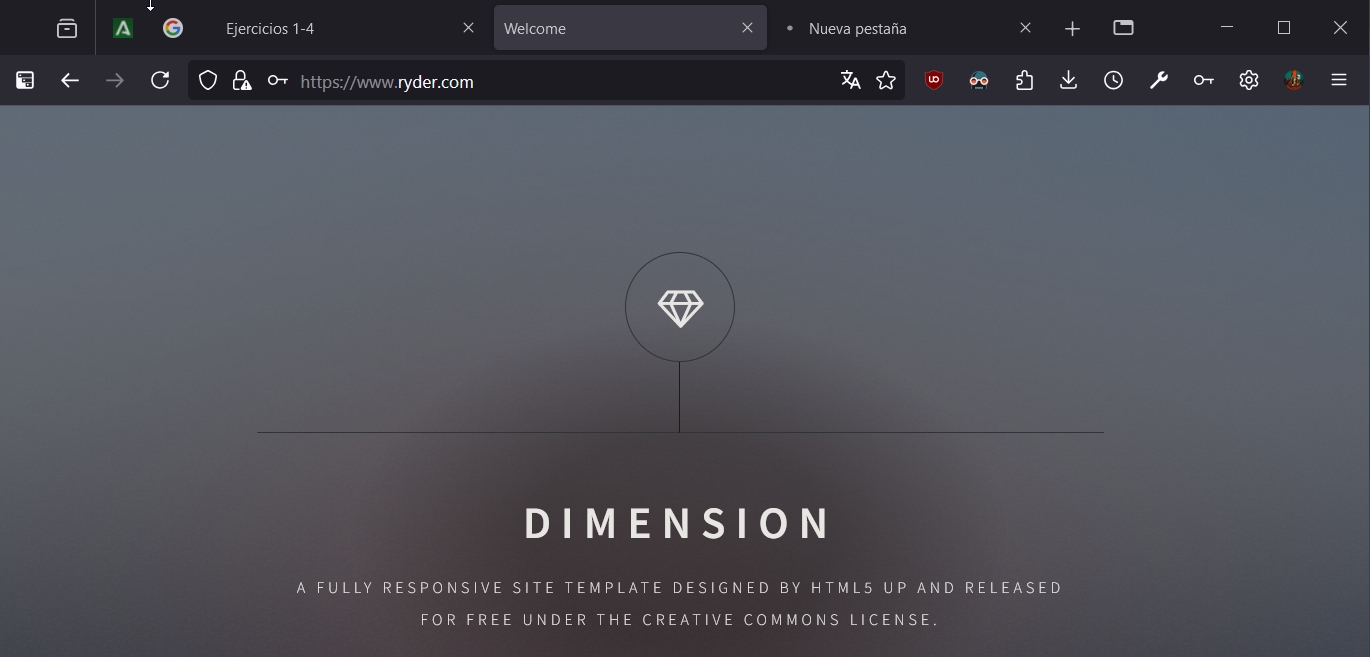 Ejercicios 1-4
Welcome
Nueva pestaña
https://www.ryder.com
DIMENSION
A FULLY RESPONSIVE SITE TEMPLATE DESIGNED BY HTML5 UP AND RELEASED
FOR FREE UNDER THE CREATIVE COMMONS LICENSE.